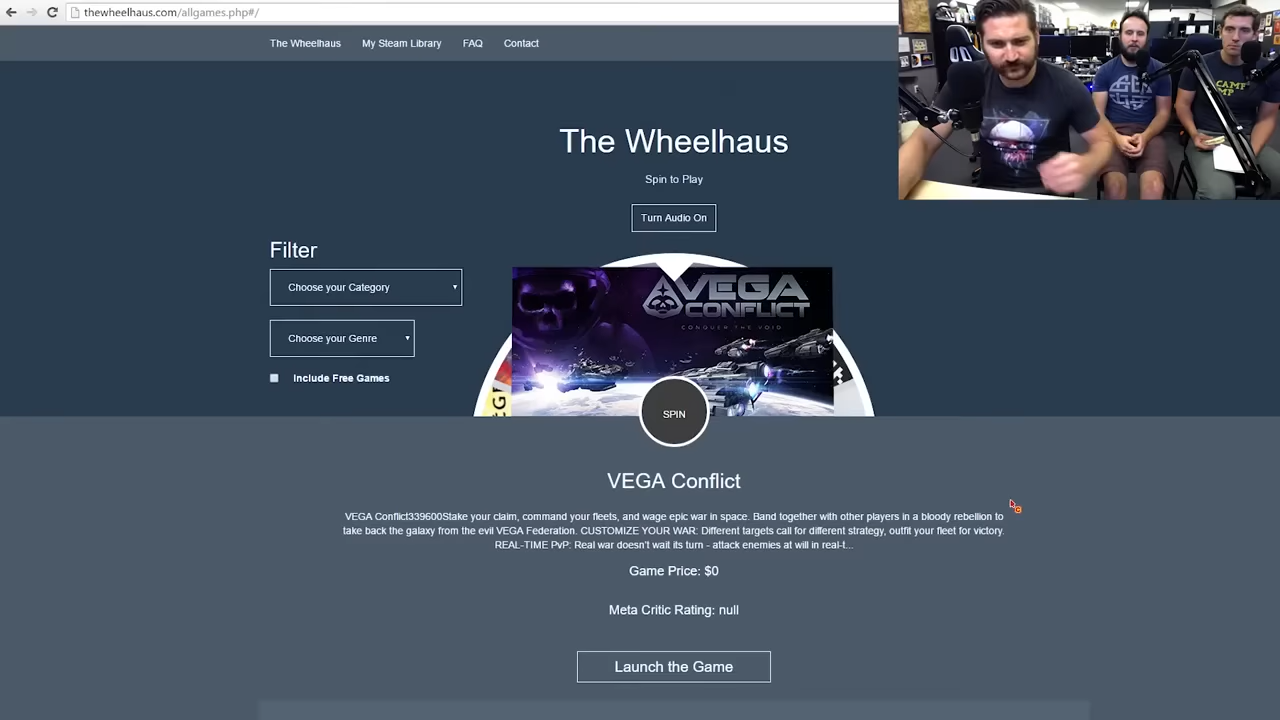 thewheelhaus.com/allgames.php#/
The Wheelhaus
My Steam Library
FAQ
Contact
The Wheelhaus
Spin to Play
Turn Audio On
Filter
Choose your Category
Choose your Genre
Include Free Games
VEGA
CONFLICT
CONQUER THE VOID
SPIN
VEGA Conflict
VEGA Conflict339600Stake your claim, command your fleets, and wage epic war in space. Band together with other players in a bloody rebellion to
take back the galaxy from the evil VEGA Federation. CUSTOMIZE YOUR WAR: Different targets call for different strategy, outfit your fleet for victory.
REAL-TIME PvP: Real war doesn't wait its turn - attack enemies at will in real-t...
Game Price: $0
Meta Critic Rating: null
Launch the Game